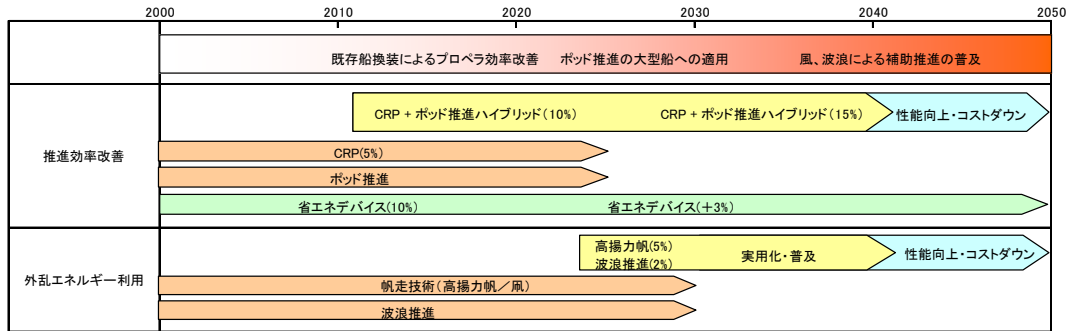 2000 2010 2020 2030 2040 2050
既存船換装によるプロペラ効率改善 ポッド推進の大型船への適用 風、波浪による補助推進の普及
推進効率改善
CRP + ポッド推進ハイブリッド(10%) CRP + ポッド推進ハイブリッド(15%) 性能向上・コストダウン
CRP(5%)
ポッド推進
省エネデバイス(10%) 省エネデバイス(+3%)
外乱エネルギー利用
高揚力帆(5%)
波浪推進(2%)
実用化・普及
性能向上・コストダウン
帆走技術(高揚力帆/凧)
波浪推進